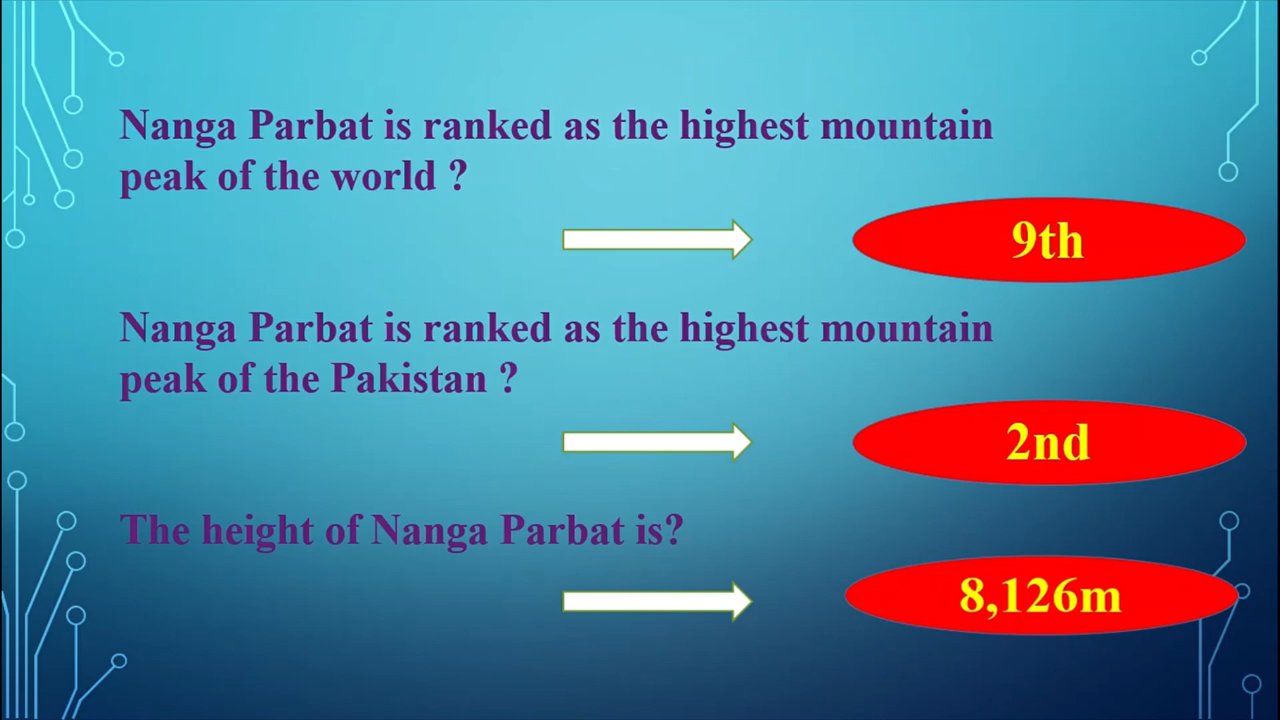 Nanga Parbat is ranked as the highest mountain
peak of the world ?
9th
Nanga Parbat is ranked as the highest mountain
peak of the Pakistan ?
2nd
The height of Nanga Parbat is?
8,126m